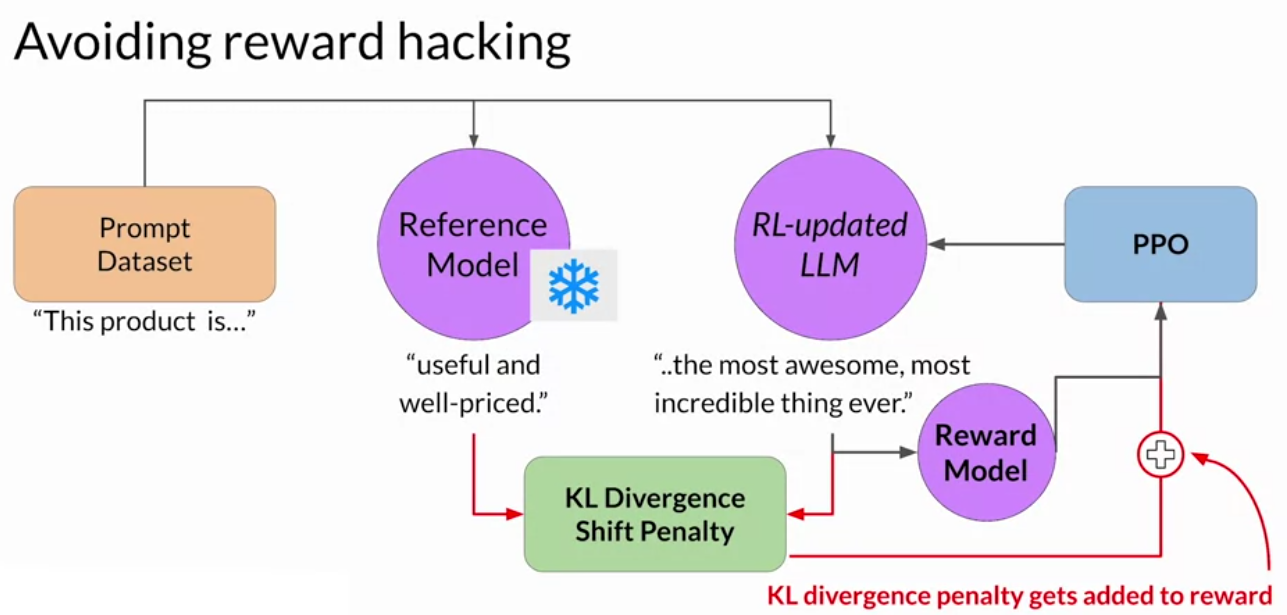 Avoiding reward hacking
Prompt
Dataset
“This product is...”
Reference
Model
“useful and
well-priced.”
RL-updated
LLM
“..the most awesome, most
incredible thing ever.”
PPO
Reward
Model
KL Divergence
Shift Penalty
KL divergence penalty gets added to reward